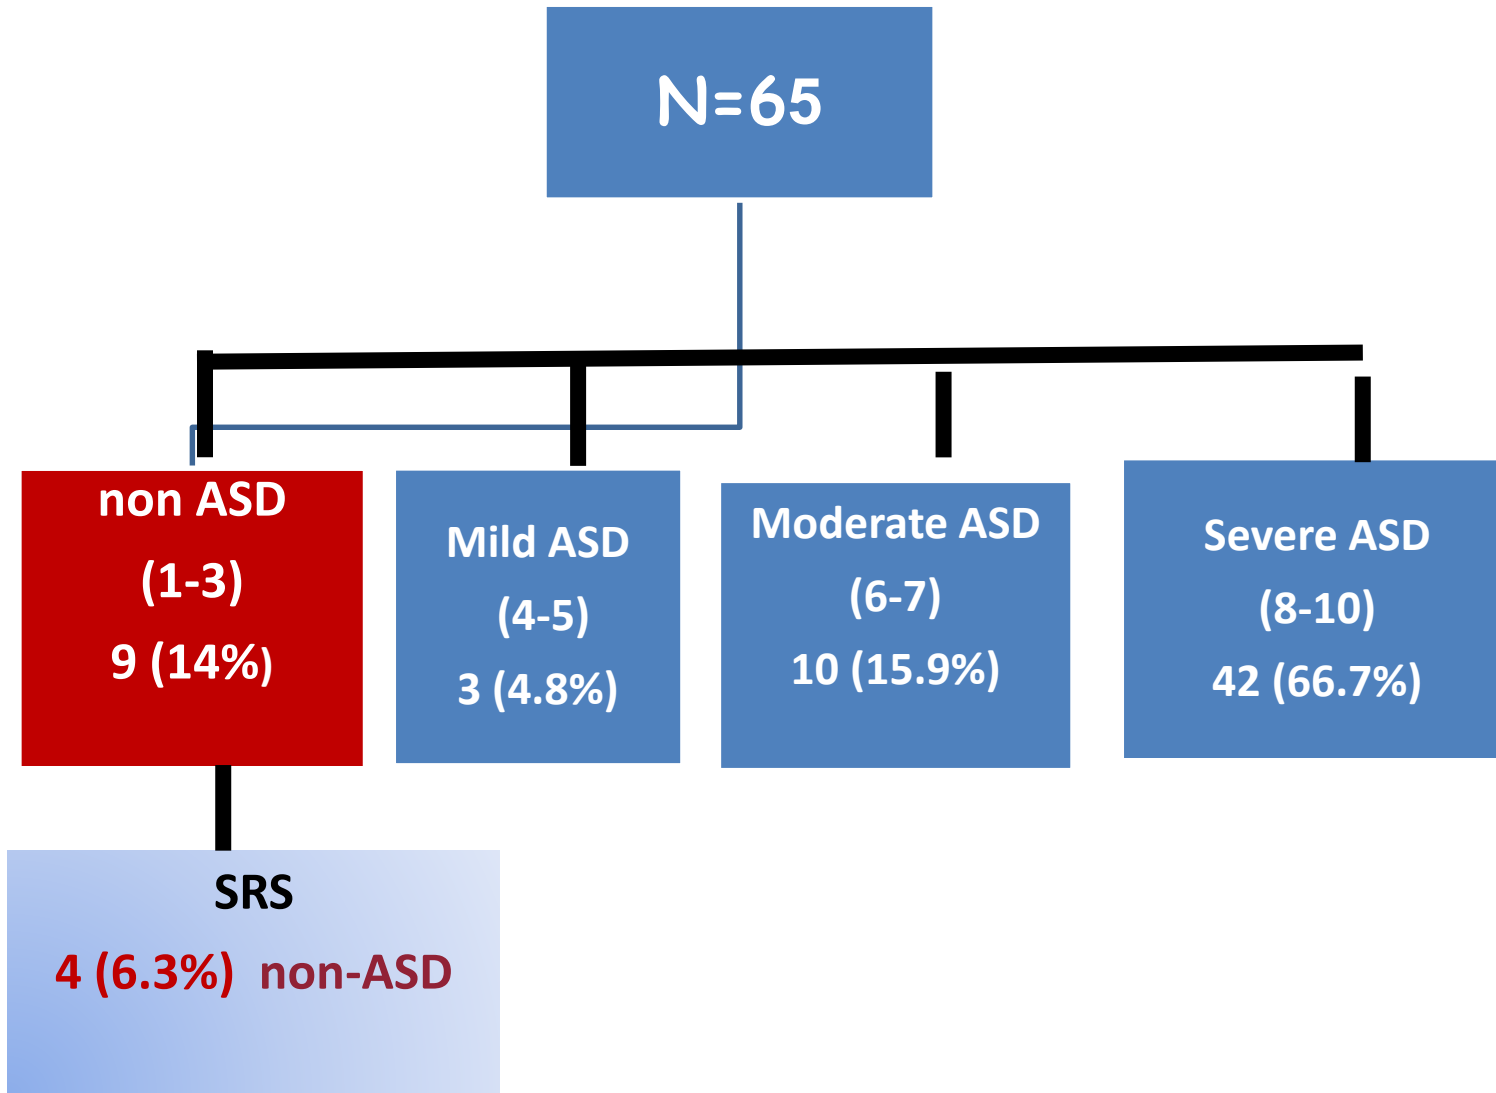 N=65
non ASD
(1-3)
9 (14%)
Mild ASD
(4-5)
3 (4.8%)
Moderate ASD
(6-7)
10 (15.9%)
Severe ASD
(8-10)
42 (66.7%)
SRS
4 (6.3%) non-ASD